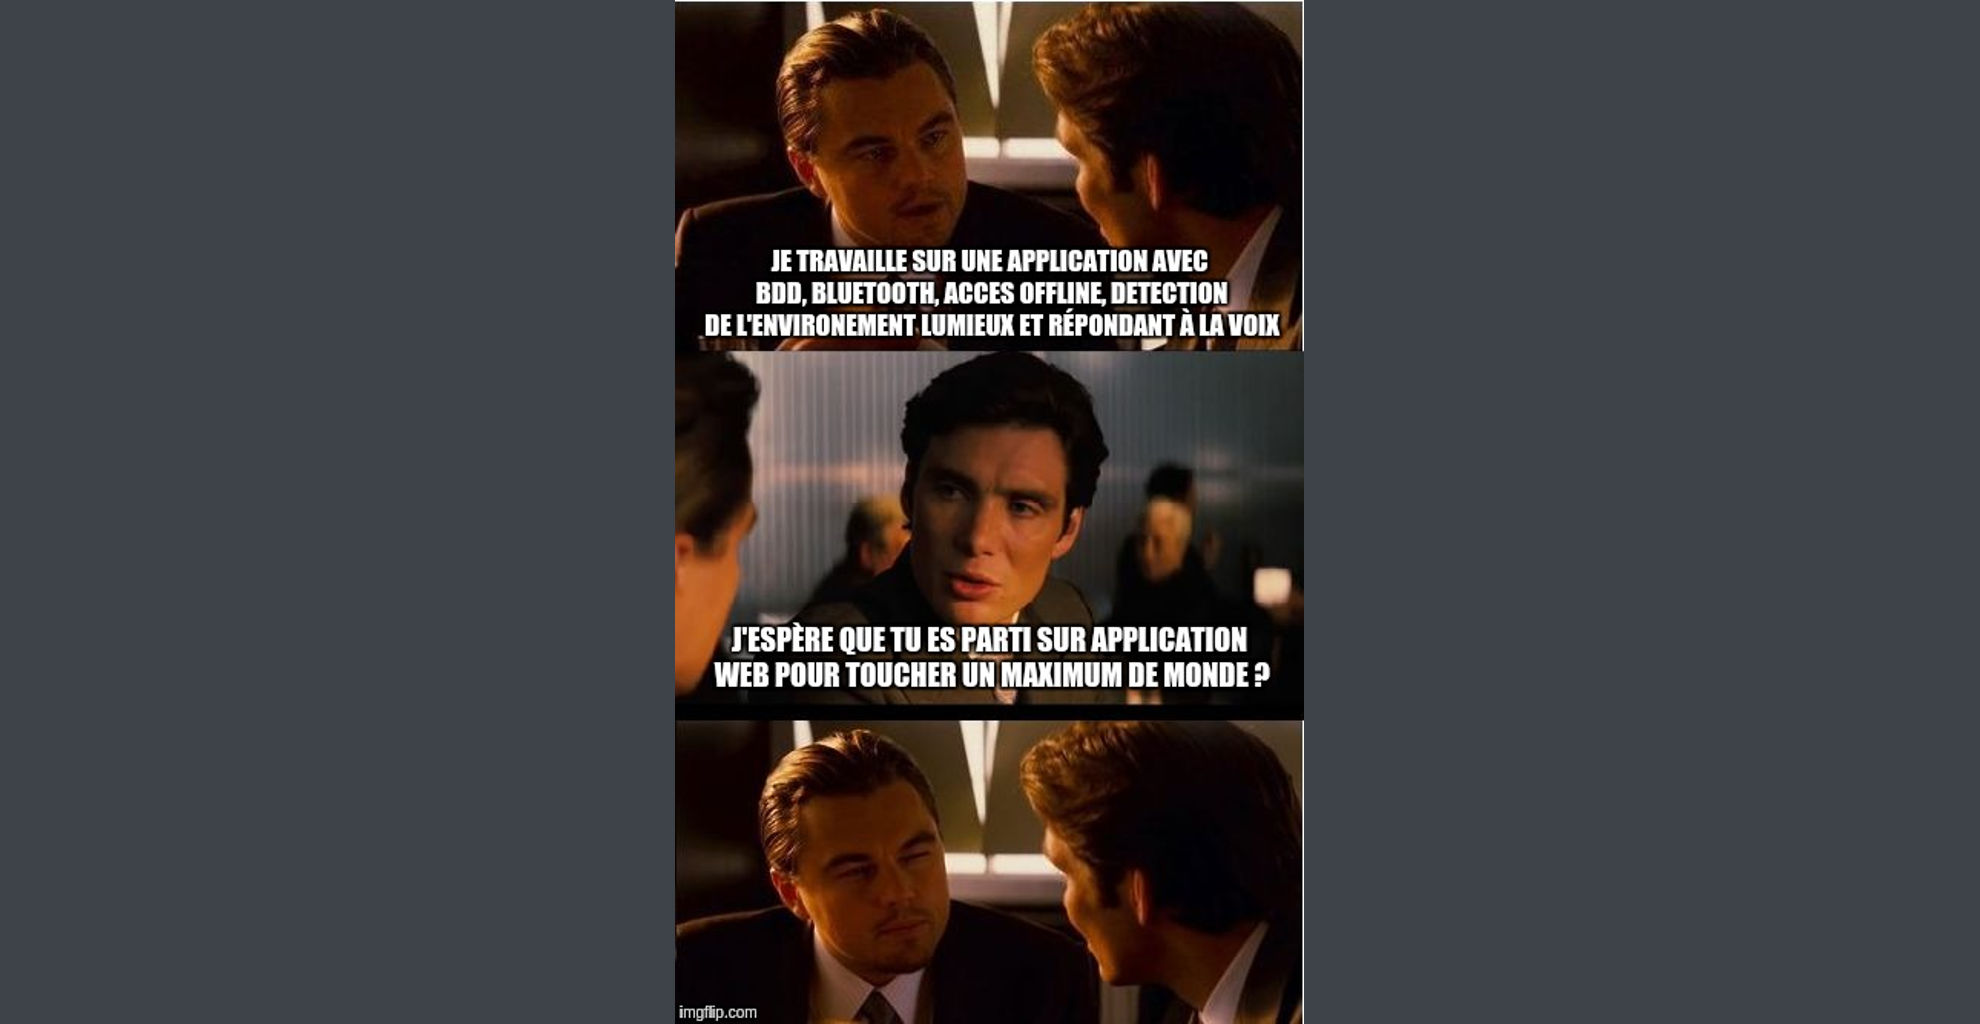 JE TRAVAILLE SUR UNE APPLICATION AVEC
BDD, BLUETOOTH, ACCES OFFLINE, DETECTION
DE L'ENVIRONEMENT LUMIEUX ET RÉPONDANT À LA VOIX
J'ESPÈRE QUE TU ES PARTI SUR APPLICATION
WEB POUR TOUCHER UN MAXIMUM DE MONDE ?
imgflip.com